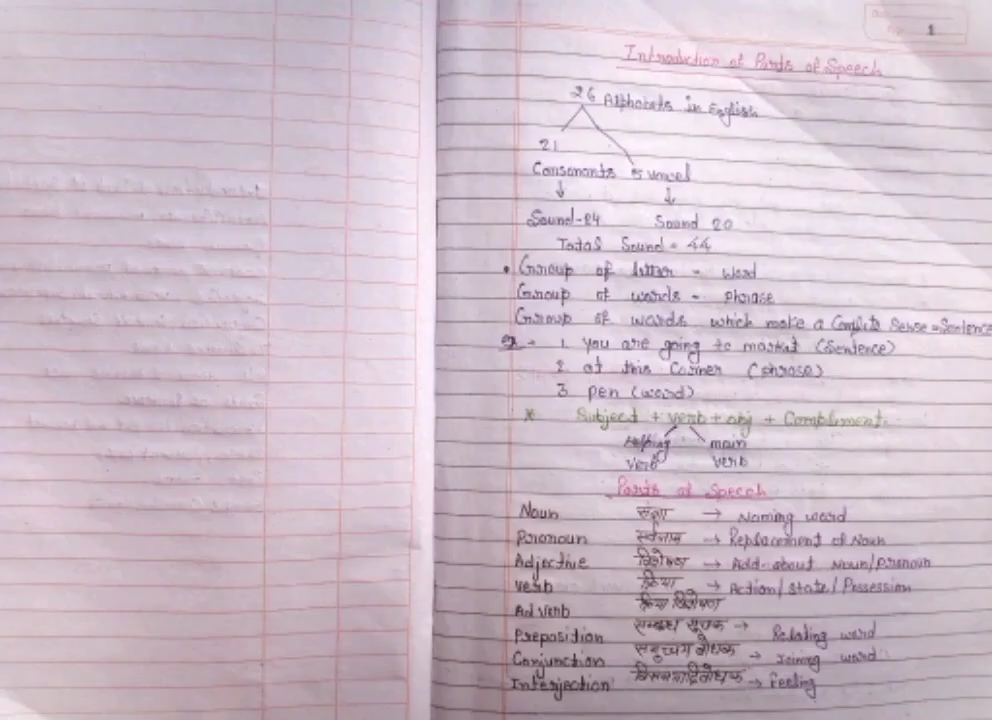 1
Introduction of Parts of Speech
26 Alphabets in English
21
Consonants 5 vowel
Sound-24 Sound 20
Total Sound = 44
• Group of letter - word
Group of words - phrase
Group of words which make a Complete Sense = Sentence
ex - 1. you are going to market (Sentence)
2 at this Corner (phrase)
3 pen (word)
* Subject + verb + obj + Complement
Helping main
verb verb
Parts of Speech
Noun संज्ञा → Naming word
Pronoun सर्वनाम → Replacement of Noun
Adjective विशेषण → Add-about Noun/pronoun
verb क्रिया → Action/State/Possession
Adverb क्रिया विशेषण
Preposition सम्बन्ध सूचक → Relating word
Conjunction समुच्चय बोधक → Joining word
Interjection विस्मयादिबोधक → Feeling